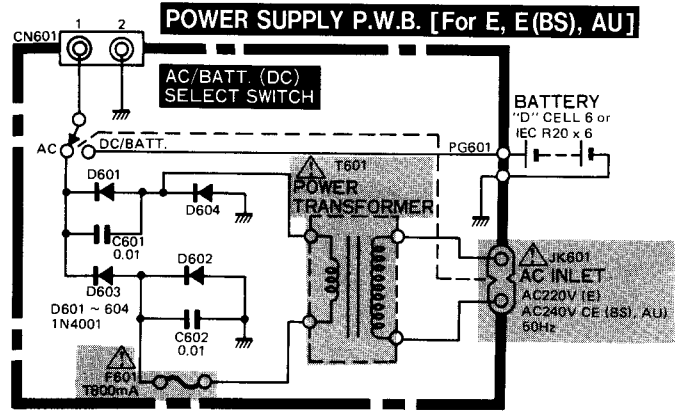 POWER SUPPLY P.W.B. [For E, E(BS), AU]
CN601
1
2
AC/BATT. (DC)
SELECT SWITCH
BATTERY
"D" CELL 6 or
IEC R20 x 6
AC
DC/BATT.
PG601
D601
D604
T601
POWER
TRANSFORMER
C601
0.01
D603
D602
D601 ~ 604
1N4001
C602
0.01
JK601
AC INLET
AC220V (E)
AC240V CE (BS), AU)
50Hz
F601
T800mA